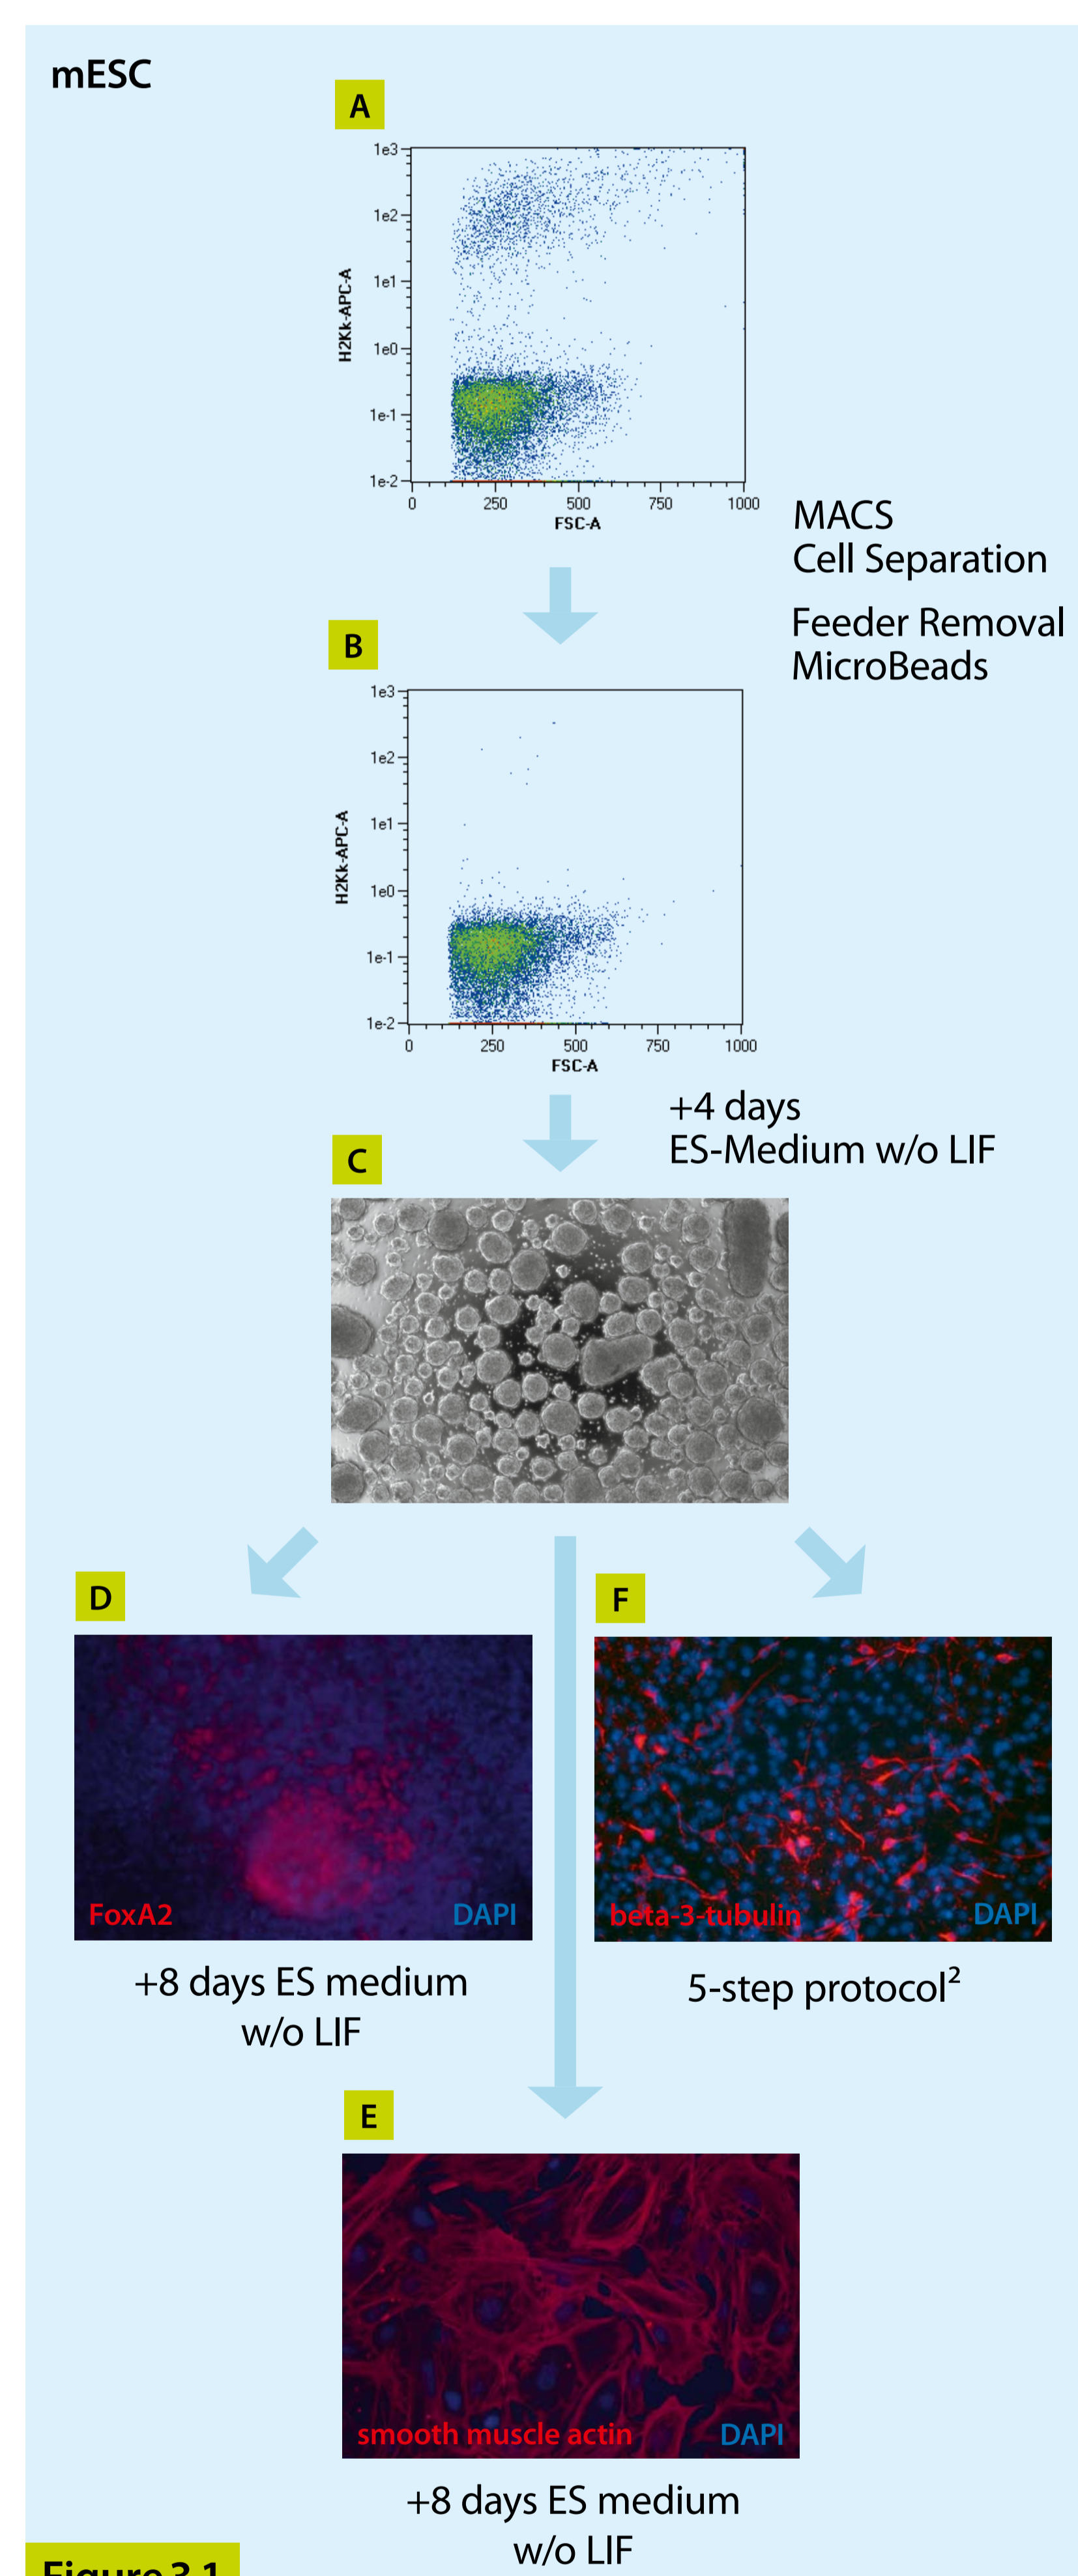 mESC
A
1e3
1e2
1e1
1e0
1e-1
1e-2
H2Kk-APC-A
0 250 500 750 1000
FSC-A
MACS
Cell Separation
Feeder Removal
MicroBeads
B
1e3
1e2
1e1
1e0
1e-1
1e-2
H2Kk-APC-A
0 250 500 750 1000
FSC-A
+4 days
ES-Medium w/o LIF
C
D
FoxA2 DAPI
+8 days ES medium
w/o LIF
F
beta-3-tubulin DAPI
5-step protocol²
E
smooth muscle actin DAPI
+8 days ES medium
w/o LIF
Figure 3.1